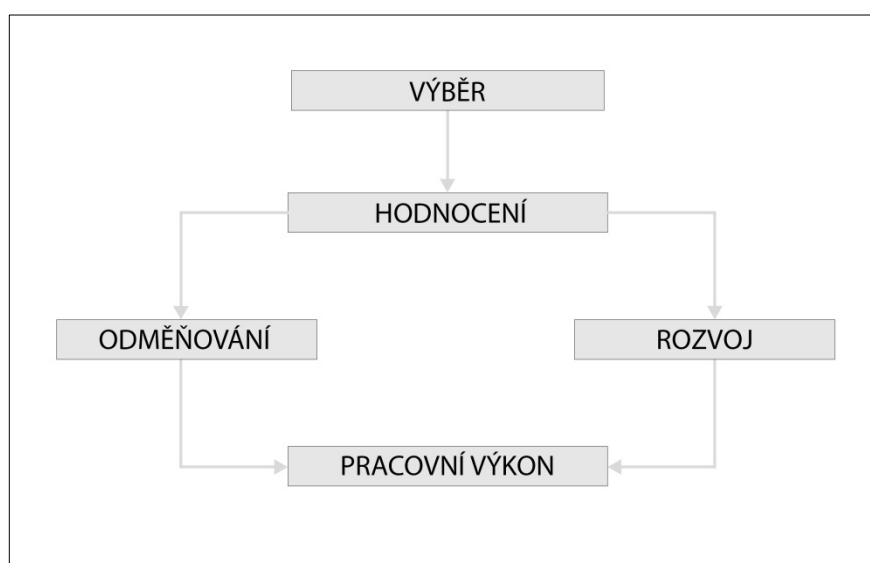 VÝBĚR
HODNOCENÍ
ODMĚŇOVÁNÍ
ROZVOJ
PRACOVNÍ VÝKON